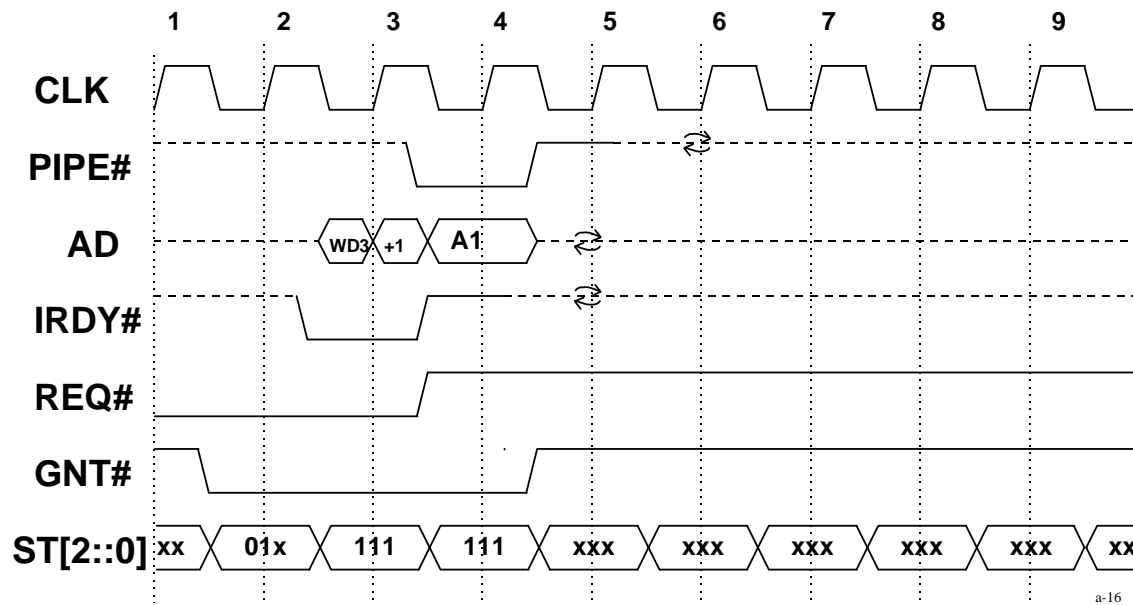 1 2 3 4 5 6 7 8 9
CLK
PIPE#
AD WD3 +1 A1
IRDY#
REQ#
GNT#
ST[2::0] xx 01x 111 111 xxx xxx xxx xxx xxx xx
a-16